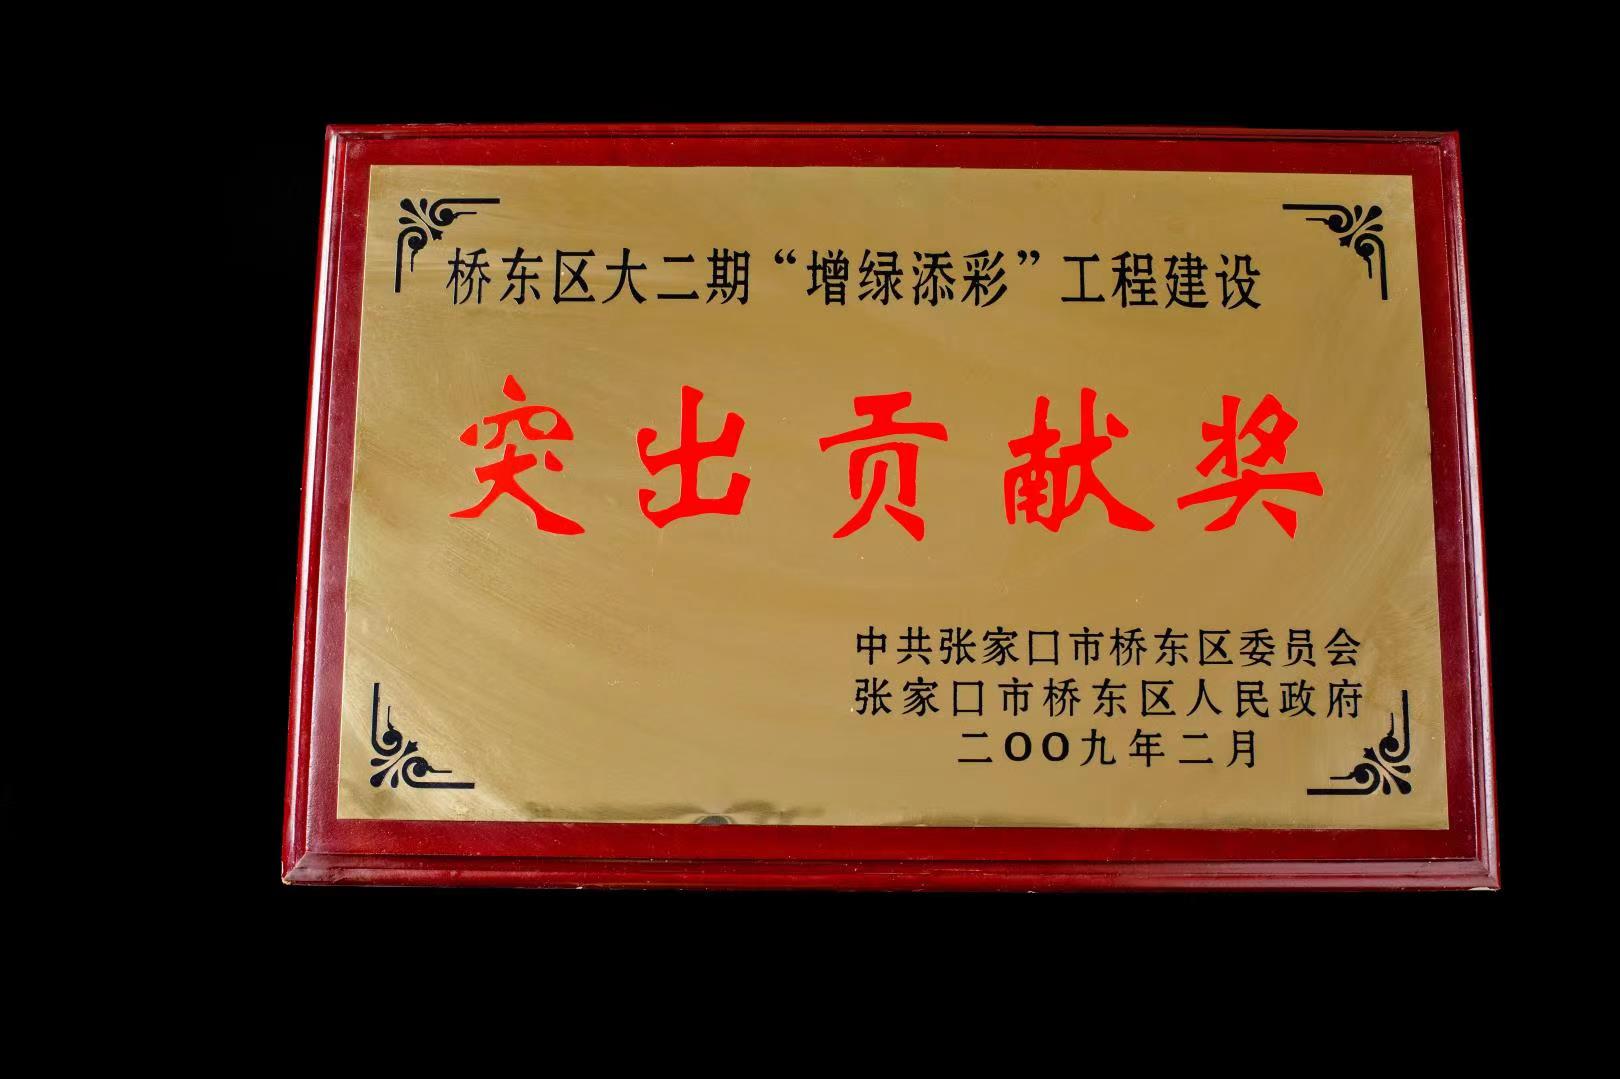 桥东区大二期“增绿添彩”工程建设
突出贡献奖
中共张家口市桥东区委员会
张家口市桥东区人民政府
二OO九年二月